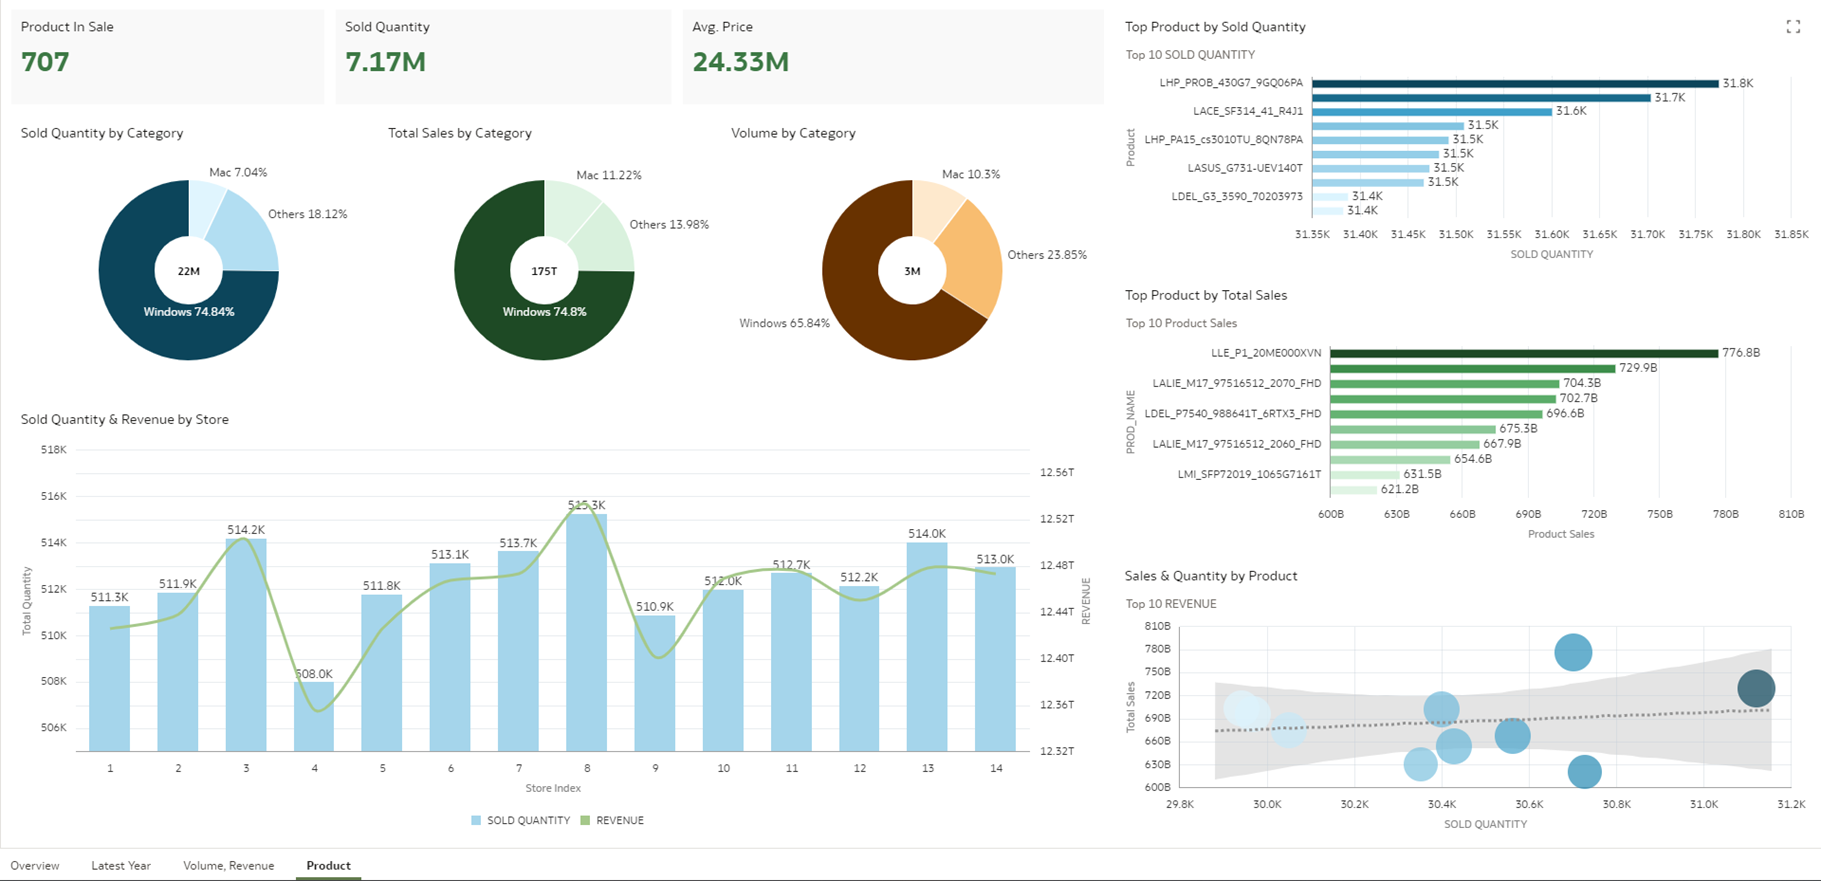 Product In Sale
707
Sold Quantity
7.17M
Avg. Price
24.33M
Sold Quantity by Category
Mac 7.04%
Others 18.12%
22M
Windows 74.84%
Total Sales by Category
Mac 11.22%
Others 13.98%
175T
Windows 74.8%
Volume by Category
Mac 10.3%
Others 23.85%
3M
Windows 65.84%
Sold Quantity & Revenue by Store
518K
516K
514K
512K
510K
508K
506K
Total Quantity
511.3K
511.9K
514.2K
508.0K
511.8K
513.1K
513.7K
515.3K
510.9K
512.0K
512.7K
512.2K
514.0K
513.0K
12.56T
12.52T
12.48T
12.44T
12.40T
12.36T
12.32T
REVENUE
1 2 3 4 5 6 7 8 9 10 11 12 13 14
Store Index
SOLD QUANTITY REVENUE
Top Product by Sold Quantity
Top 10 SOLD QUANTITY
Product
LHP_PROB_430G7_9GQ06PA 31.8K
31.7K
LACE_SF314_41_R4J1 31.6K
31.5K
LHP_PA15_cs3010TU_8QN78PA 31.5K
31.5K
LASUS_G731-UEV140T 31.5K
31.5K
LDEL_G3_3590_70203973 31.4K
31.4K
31.35K 31.40K 31.45K 31.50K 31.55K 31.60K 31.65K 31.70K 31.75K 31.80K 31.85K
SOLD QUANTITY
Top Product by Total Sales
Top 10 Product Sales
PROD_NAME
LLE_P1_20ME000XVN 776.8B
729.9B
LALIE_M17_97516512_2070_FHD 704.3B
702.7B
LDEL_P7540_988641T_6RTX3_FHD 696.6B
675.3B
LALIE_M17_97516512_2060_FHD 667.9B
654.6B
LMI_SFP72019_1065G7161T 631.5B
621.2B
600B 630B 660B 690B 720B 750B 780B 810B
Product Sales
Sales & Quantity by Product
Top 10 REVENUE
810B
780B
750B
720B
690B
660B
630B
600B
Total Sales
29.8K 30.0K 30.2K 30.4K 30.6K 30.8K 31.0K 31.2K
SOLD QUANTITY
Overview Latest Year Volume, Revenue Product